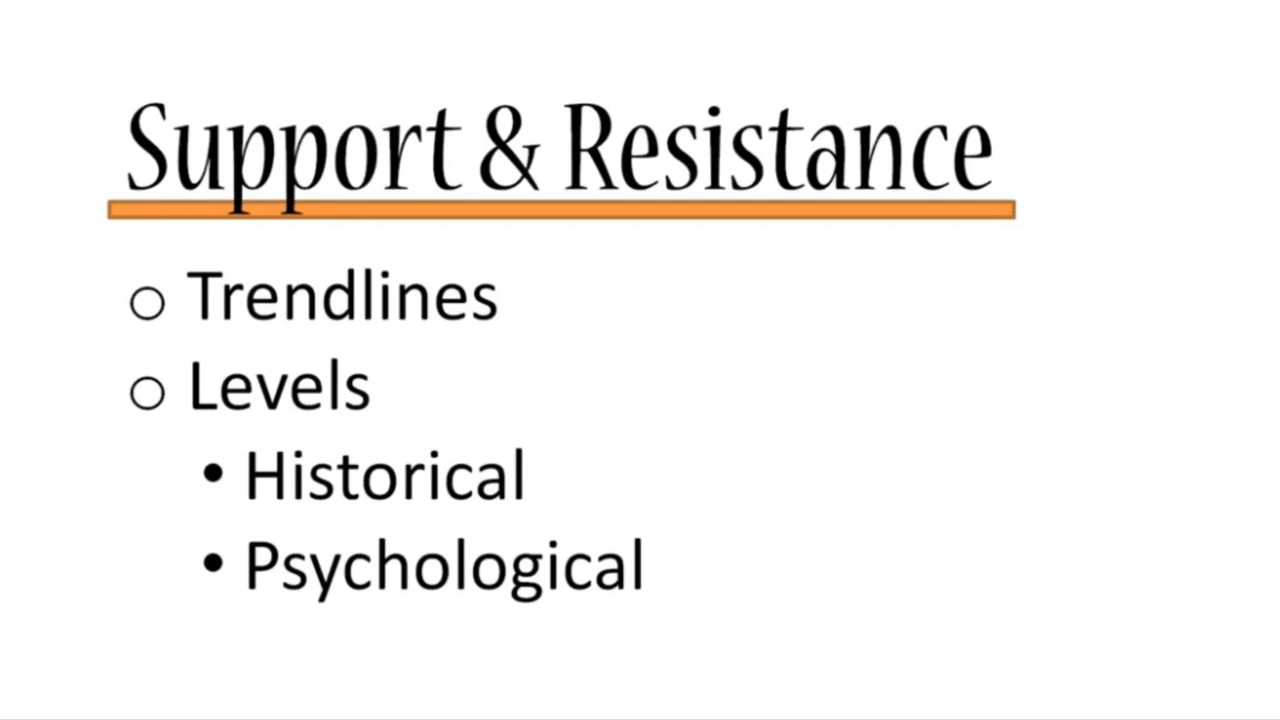 Support & Resistance
○ Trendlines
○ Levels
• Historical
• Psychological